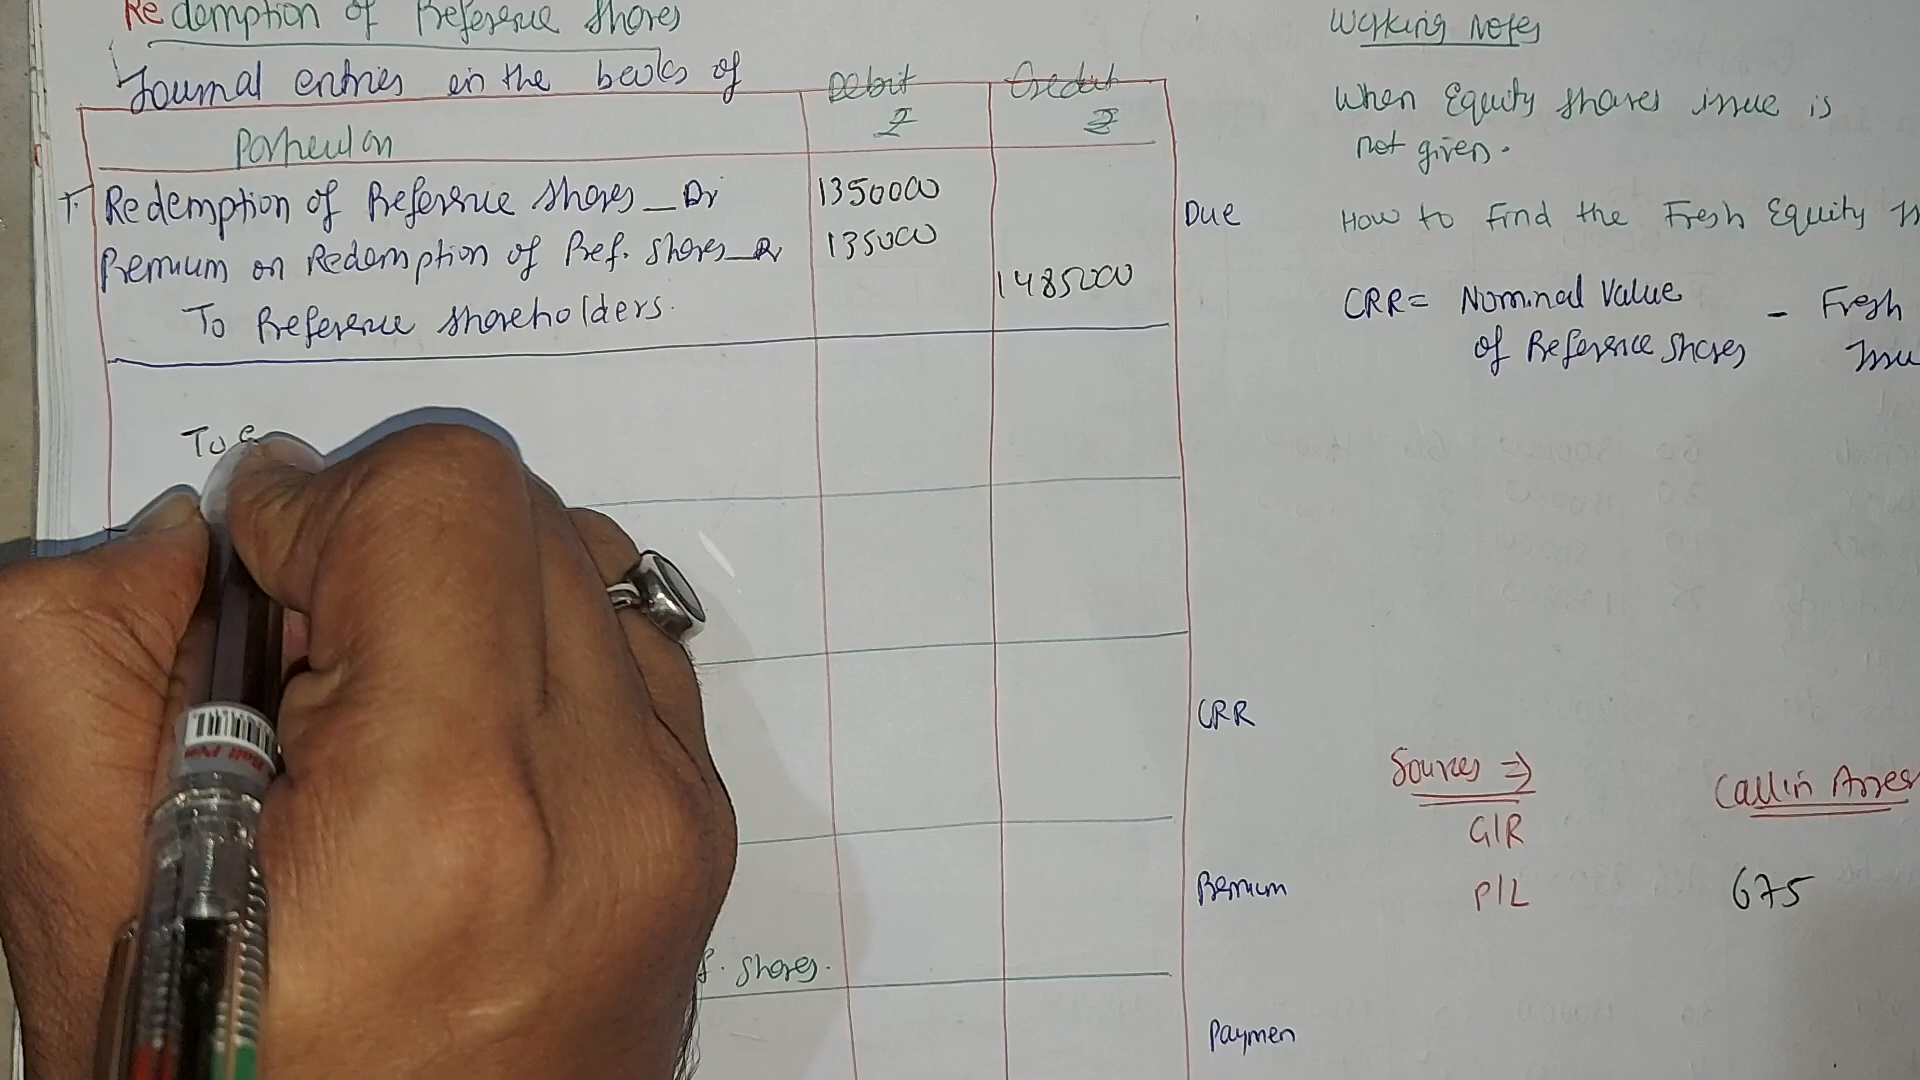 Redemption of Preference Shares
Journal entries in the books of
Debit
Credit
Particulars
₹
₹
Redemption of Preference Shares _ Dr
1350000
Due
Premium on Redemption of Pref. Shares _ Dr
135000
To Preference Shareholders.
1485000
To
CRR
Premium
f. Shares.
Paymen
Working Notes
When Equity Shares issue is
not given.
How to Find the Fresh Equity
CRR = Nominal Value
of Preference Shares
- Fresh
Issu
Sources ⇒
G/R
P/L
Call in Arrea
675